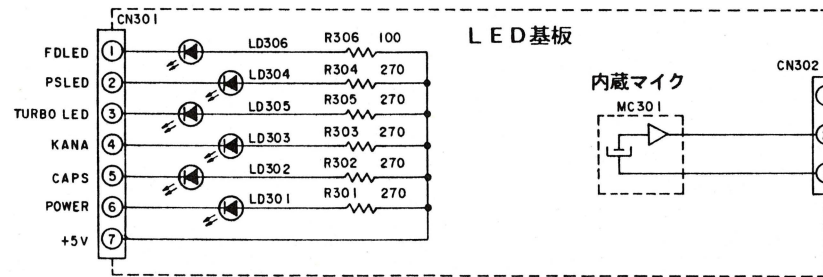 CN301
LED基板
FDLED 1 LD306 R306 100
PSLED 2 LD304 R304 270
TURBO LED 3 LD305 R305 270
KANA 4 LD303 R303 270
CAPS 5 LD302 R302 270
POWER 6 LD301 R301 270
+5V 7
内蔵マイク
MC301
CN302